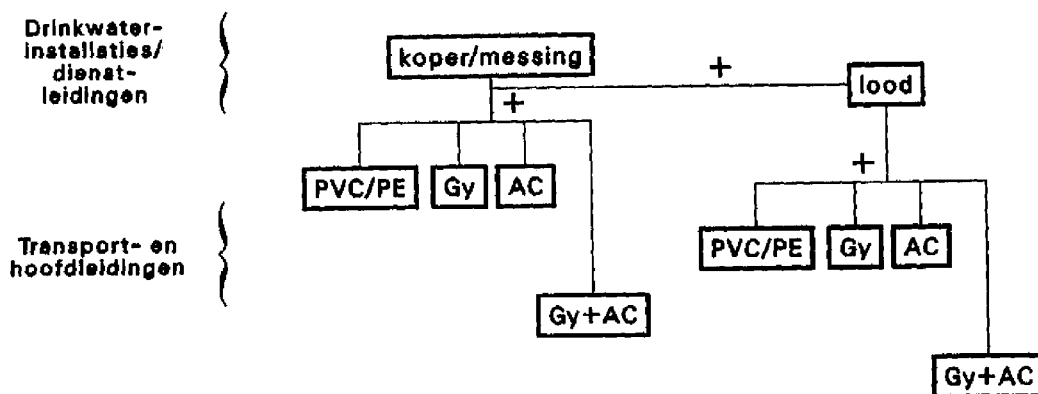 Drinkwater-
installaties/
dienst-
leidingen
koper/messing
+
lood
+
+
PVC/PE
Gy
AC
PVC/PE
Gy
AC
Transport- en
hoofdleidingen
Gy+AC
Gy+AC